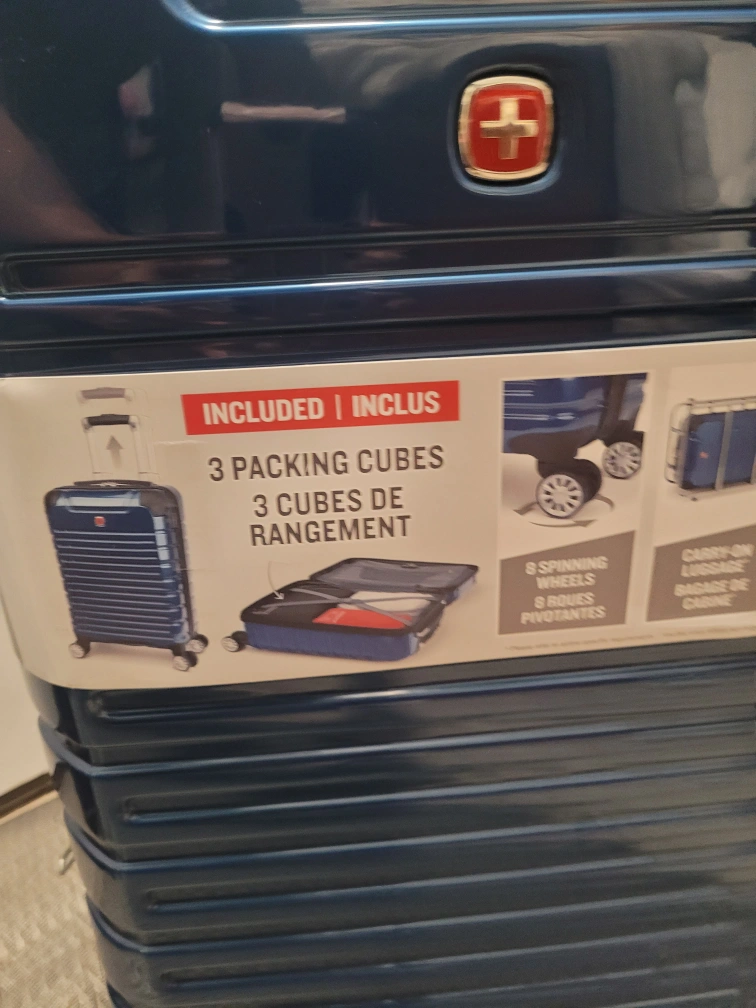 INCLUDED | INCLUS
3 PACKING CUBES
3 CUBES DE
RANGEMENT
8 SPINNING
WHEELS
8 ROUES
PIVOTANTES
CARRY-ON
LUGGAGE*
BAGAGE DE
CABINE*